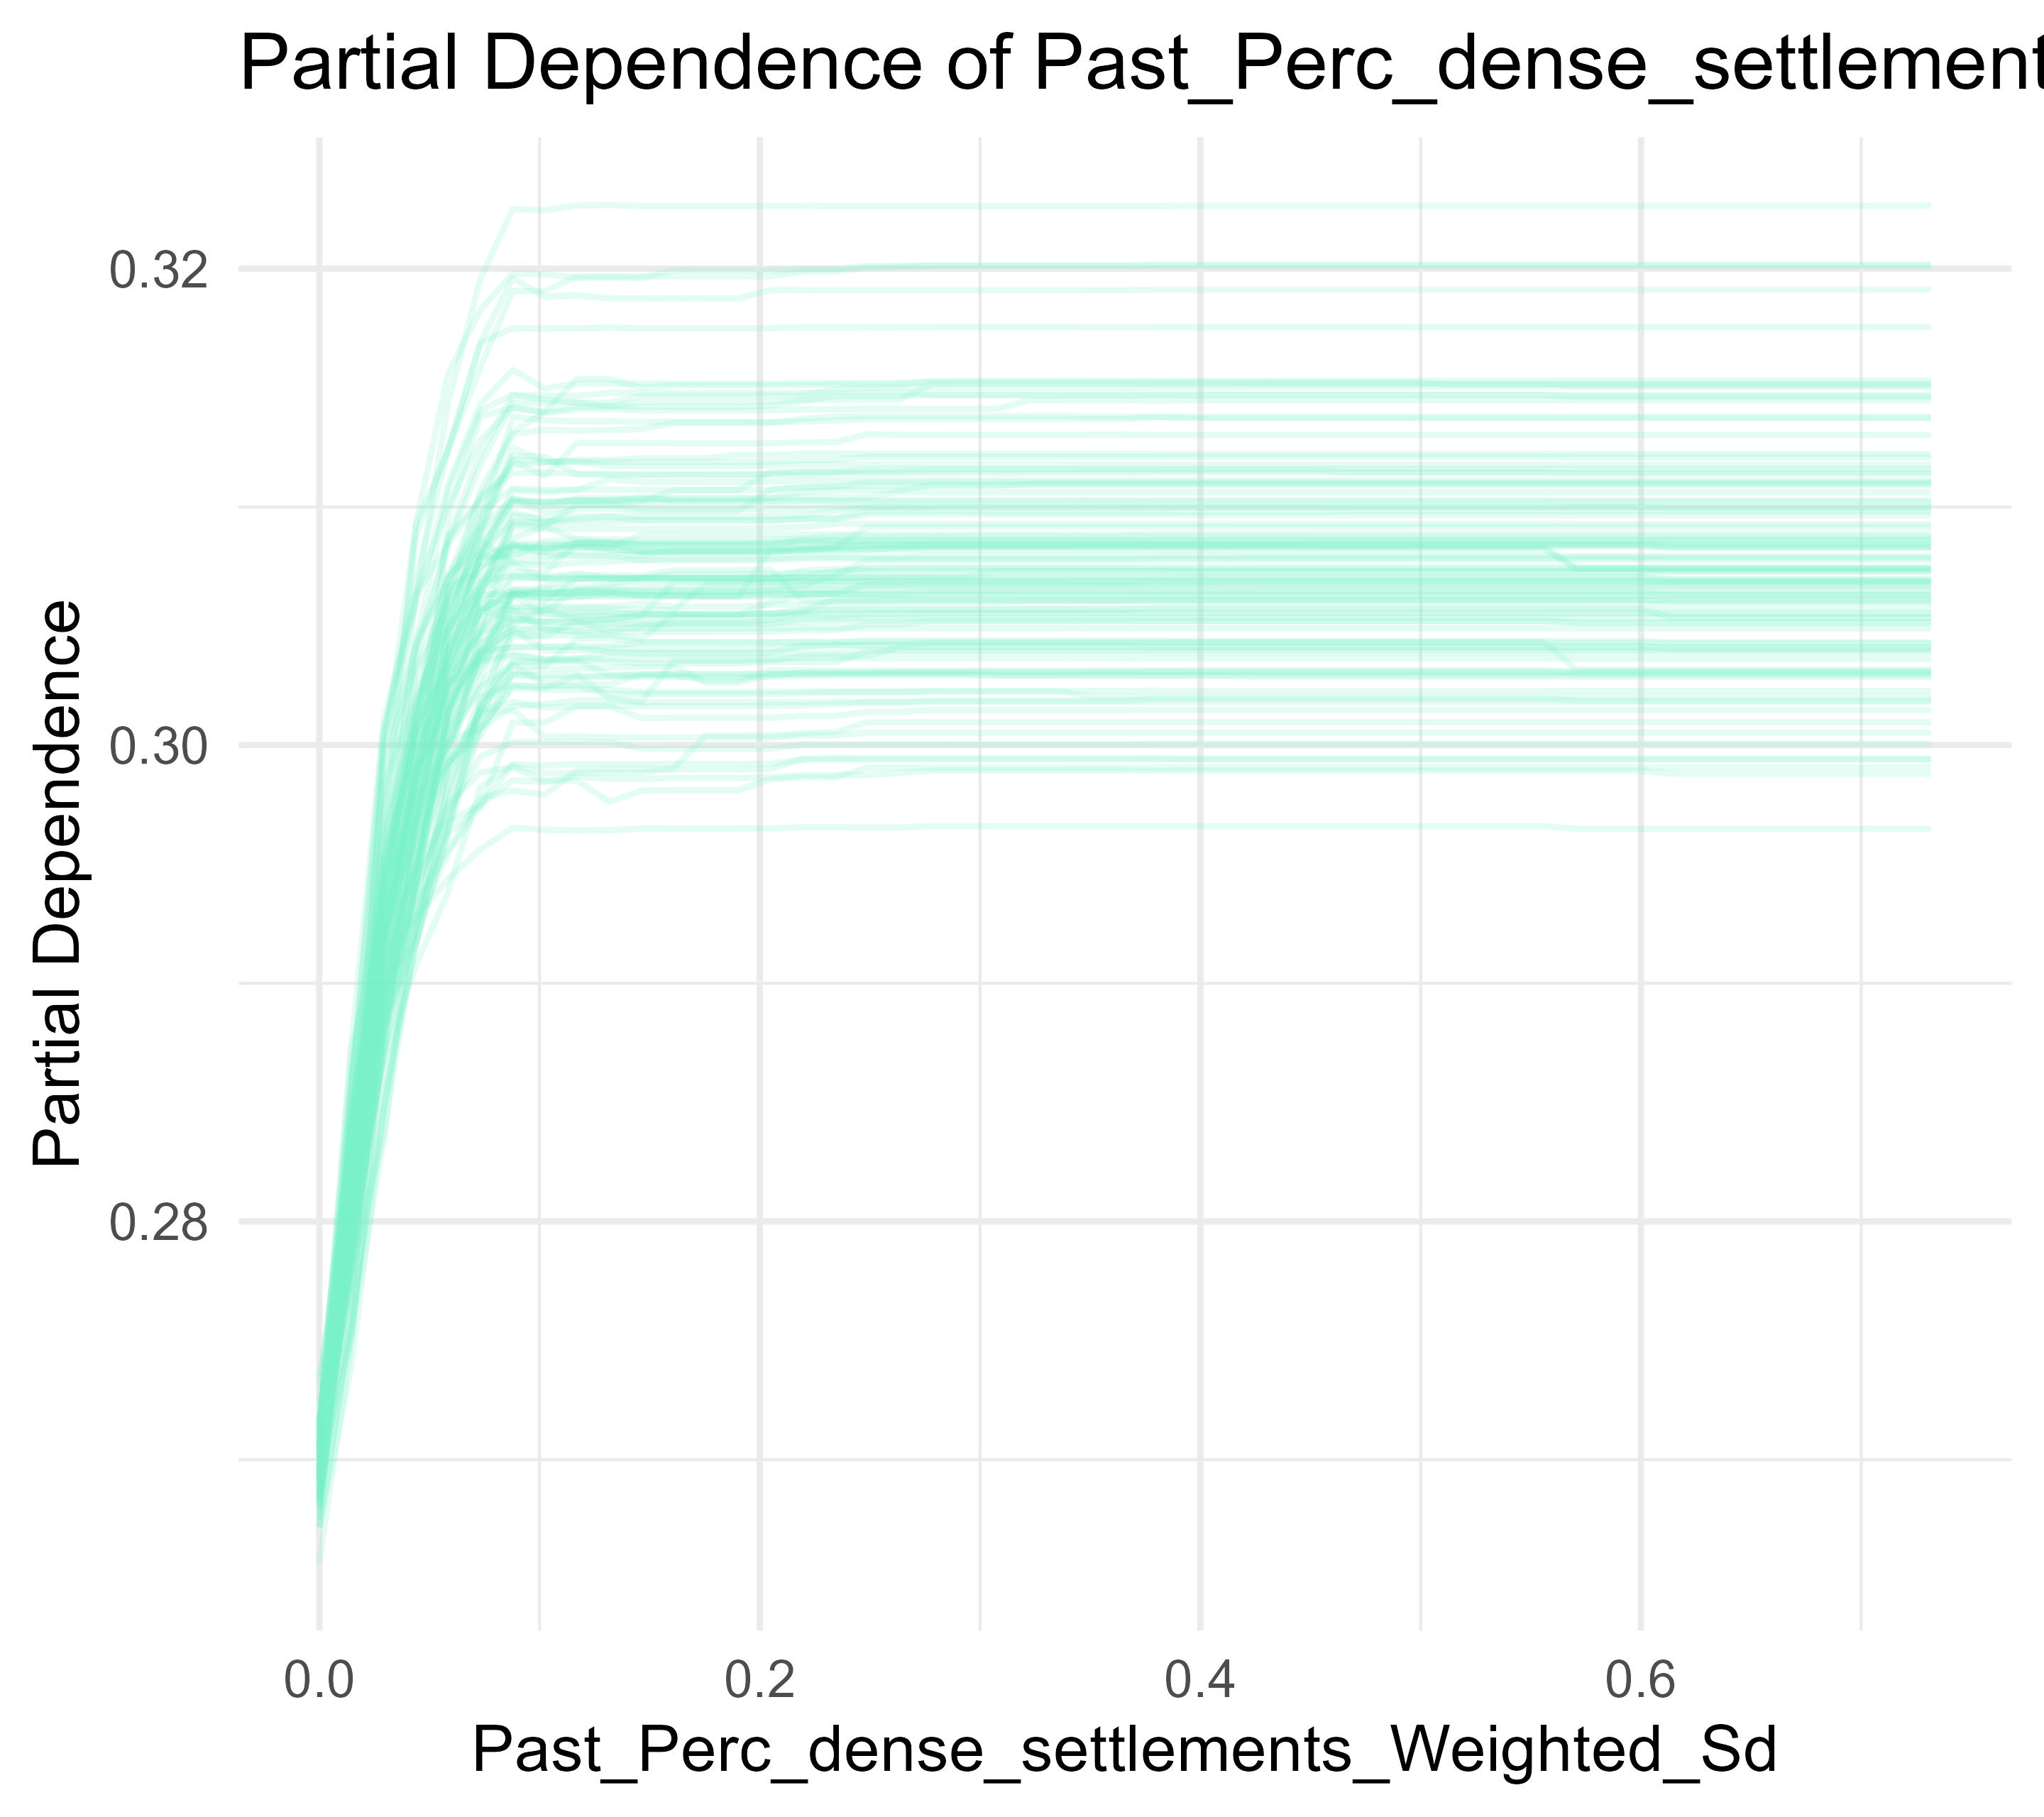 Partial Dependence of Past_Perc_dense_settlement
0.32
0.30
0.28
Partial Dependence
0.0 0.2 0.4 0.6
Past_Perc_dense_settlements_Weighted_Sd